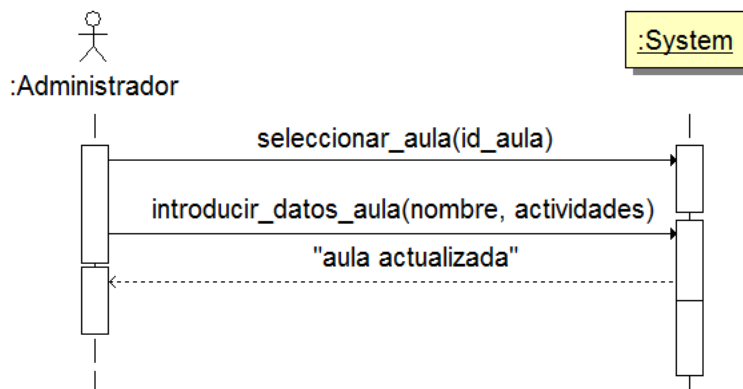 :System
:Administrador
seleccionar_aula(id_aula)
introducir_datos_aula(nombre, actividades)
"aula actualizada"